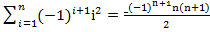 ∑ⁿᵢ₌₁(-1)ⁱ⁺¹i² = -(-1)ⁿ⁺¹n(n+1)/2